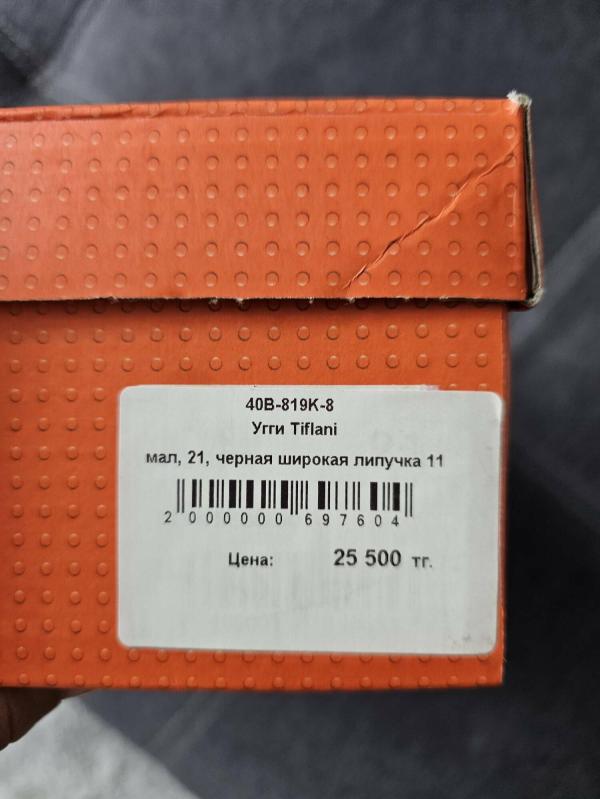 40B-819K-8
Угги Tiflani
мал, 21, черная широкая липучка 11
2 000000 697604
Цена: 25 500 тг.